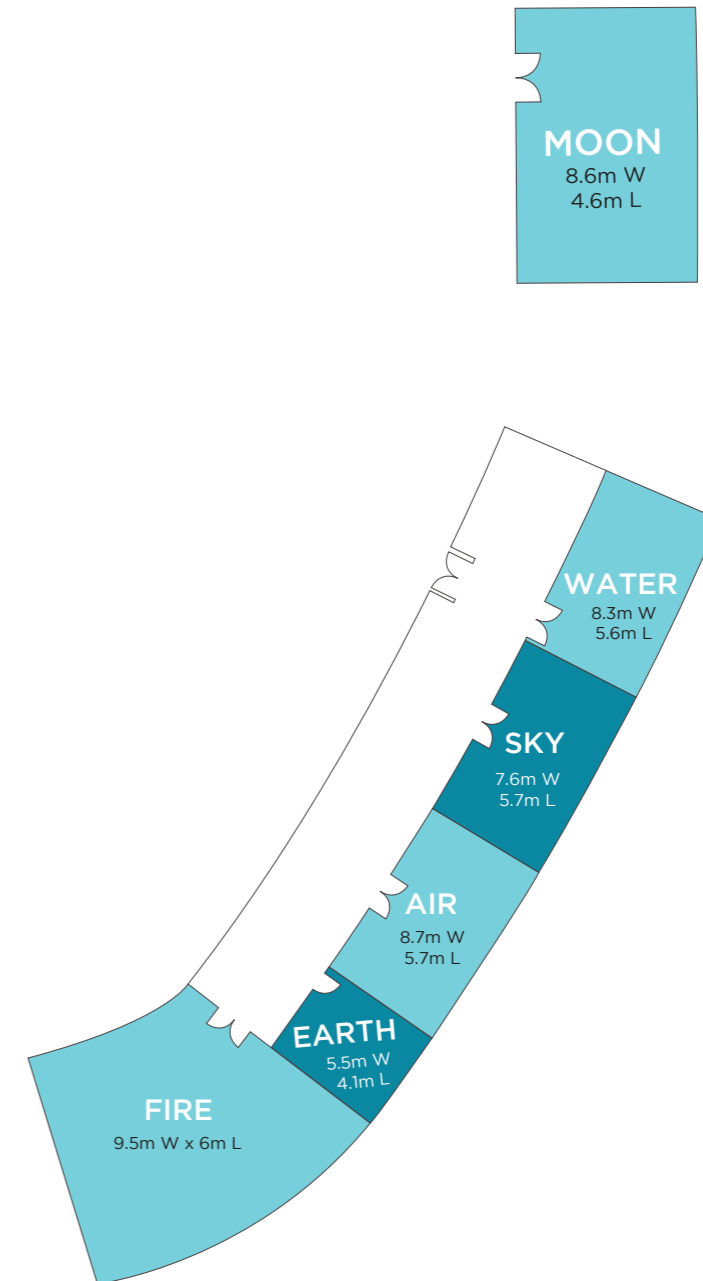 MOON
8.6m W
4.6m L
WATER
8.3m W
5.6m L
SKY
7.6m W
5.7m L
AIR
8.7m W
5.7m L
EARTH
5.5m W
4.1m L
FIRE
9.5m W x 6m L